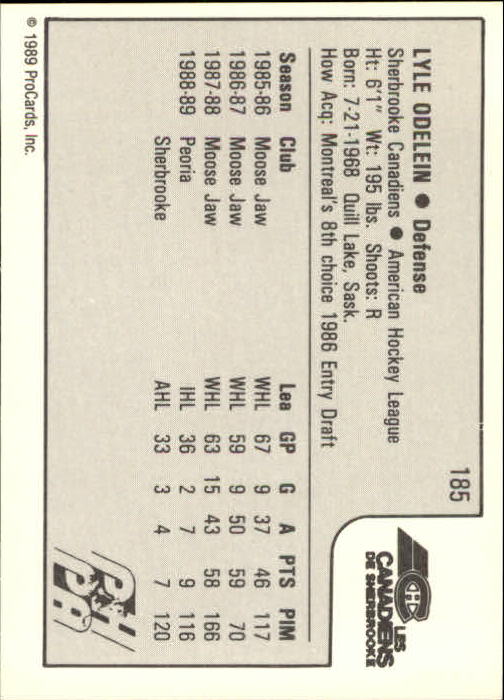 185
LES
CANADIENS
DE SHERBROOKE
LYLE ODELEIN ● Defense
Sherbrooke Canadiens ● American Hockey League
Ht: 6'1" Wt: 195 lbs. Shoots: R
Born: 7-21-1968 Quill Lake, Sask.
How Acq: Montreal's 8th choice 1986 Entry Draft
Season Club Lea GP G A PTS PIM
1985-86 Moose Jaw WHL 67 9 37 46 117
1986-87 Moose Jaw WHL 59 9 50 59 70
1987-88 Moose Jaw WHL 63 15 43 58 166
1988-89 Peoria IHL 36 2 7 9 116
Sherbrooke AHL 33 3 4 7 120
© 1989 ProCards, Inc.